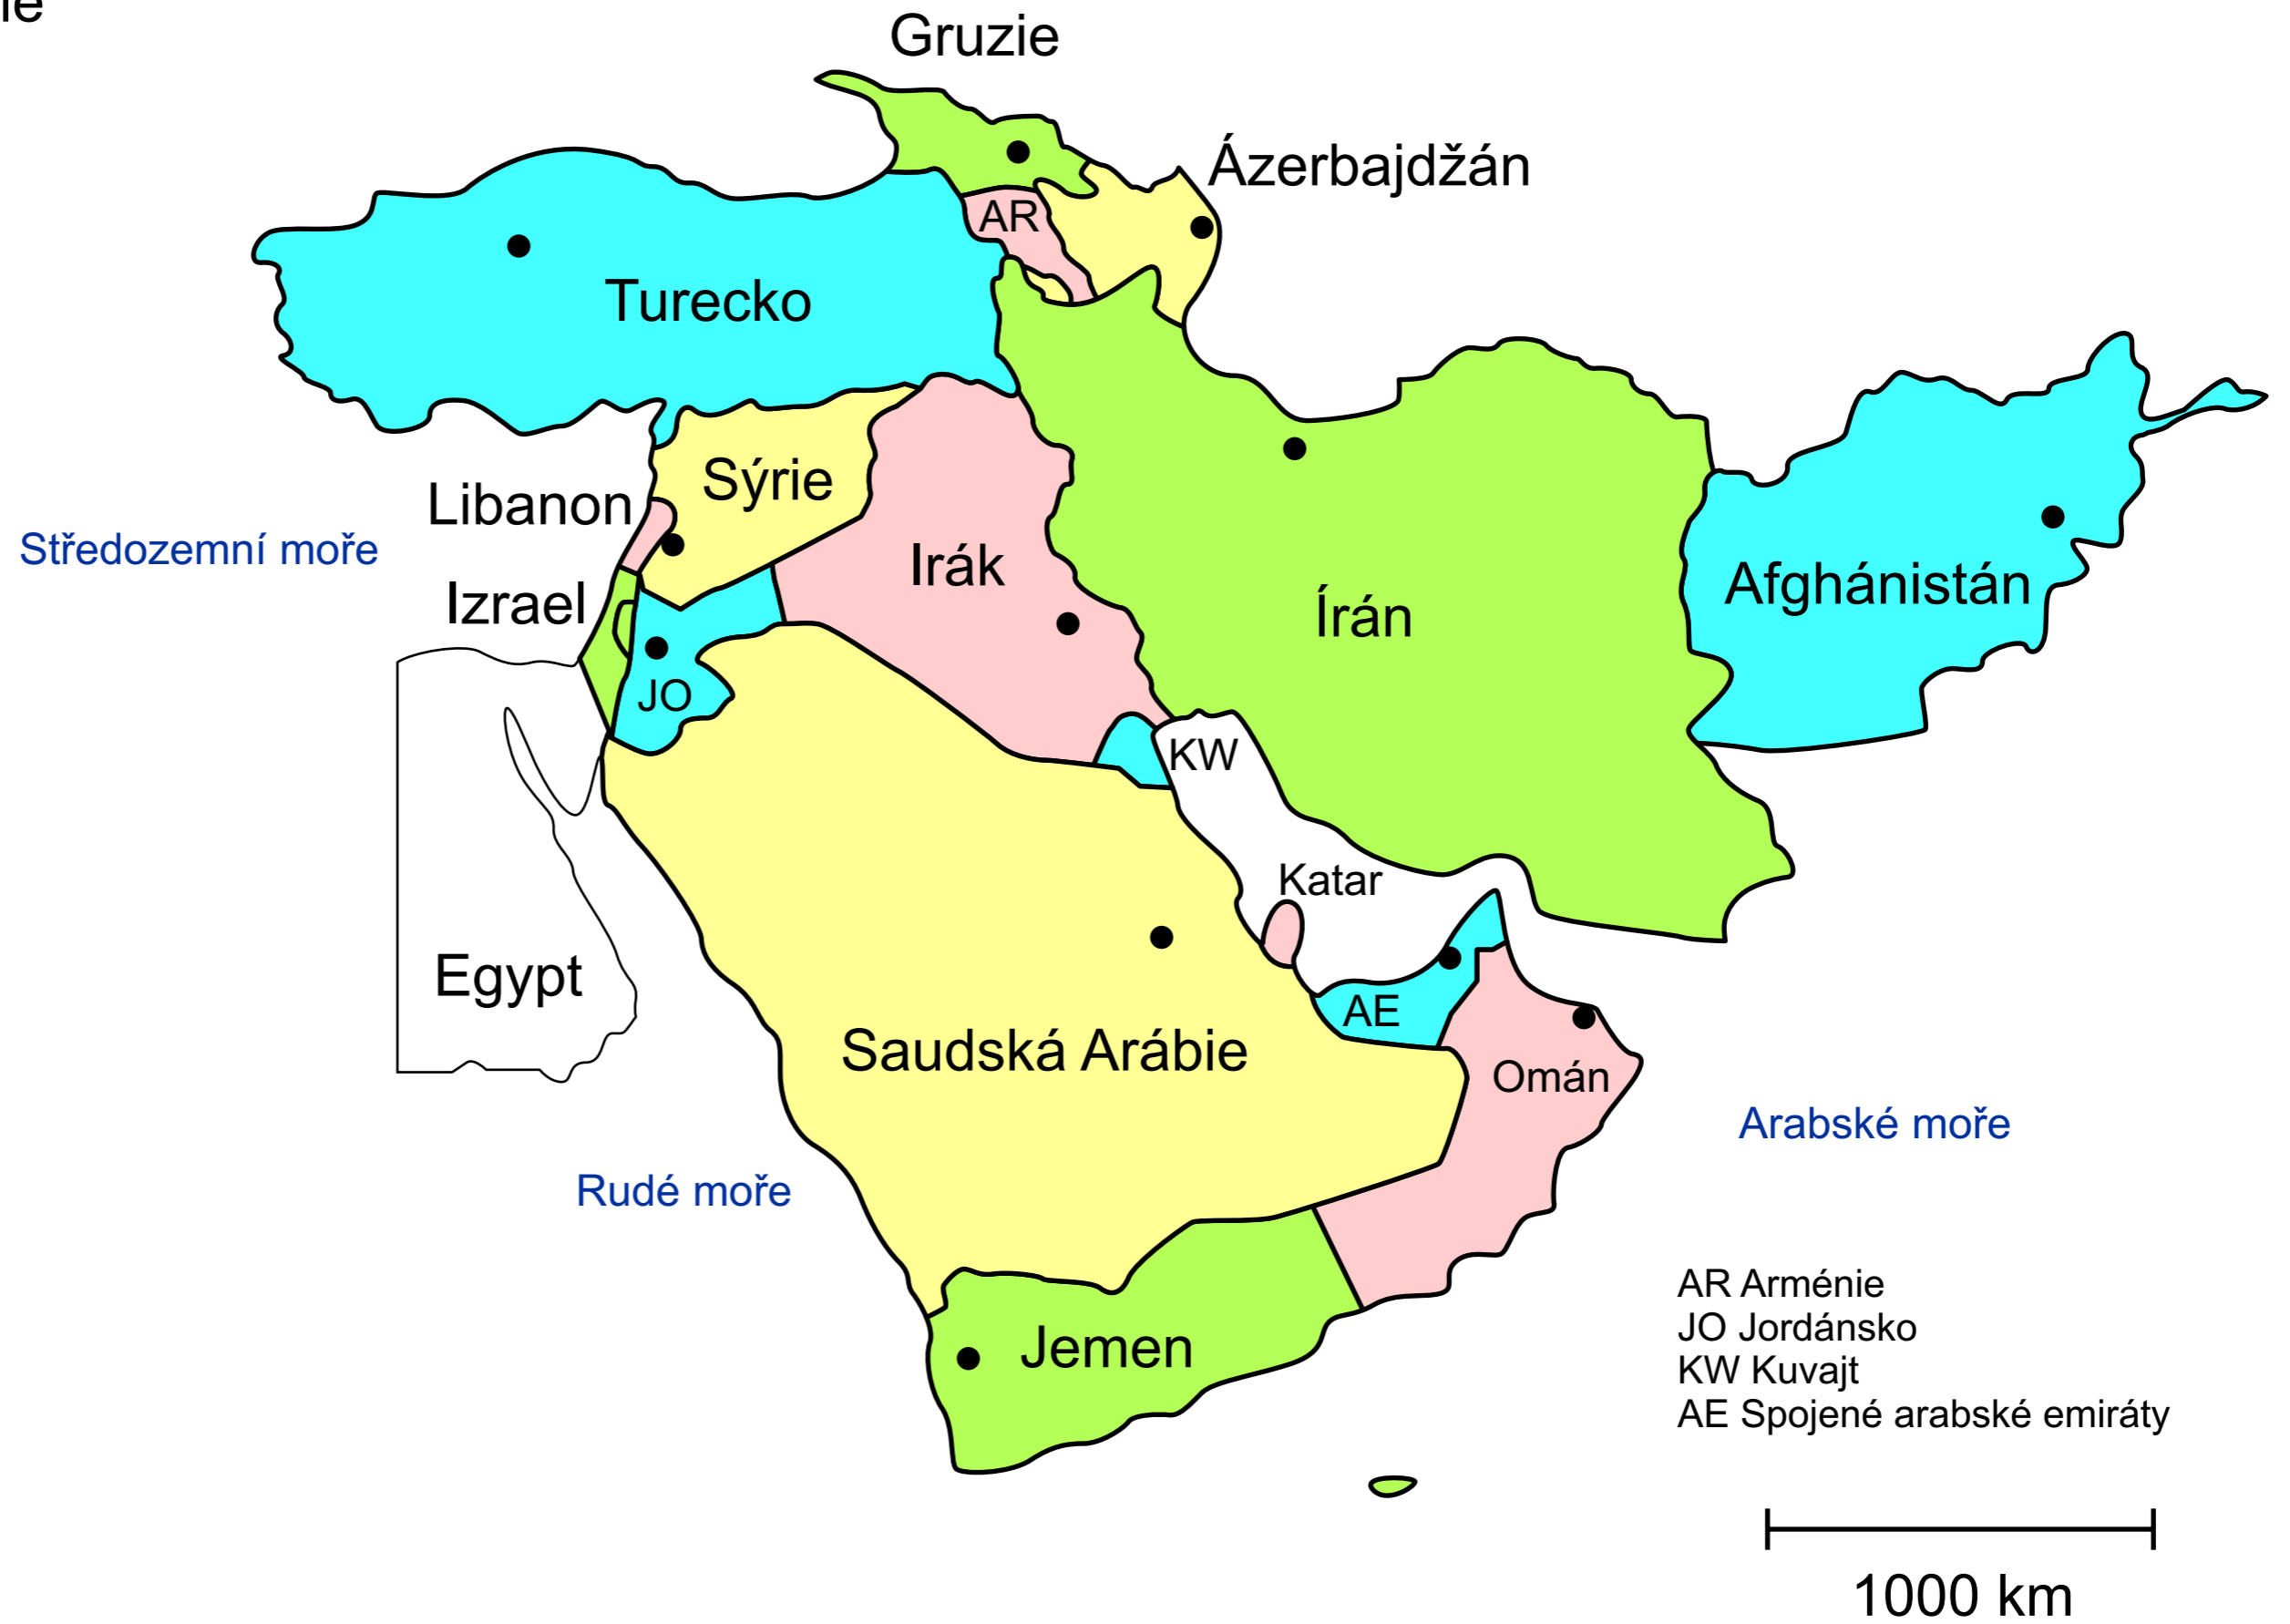 Gruzie
Ázerbajdžán
AR
Turecko
Sýrie
Libanon
Středozemní moře
Irák
Afghánistán
Izrael
Írán
JO
KW
Katar
Egypt
AE
Saudská Arábie
Omán
Arabské moře
Rudé moře
AR Arménie
JO Jordánsko
KW Kuvajt
Jemen
AE Spojené arabské emiráty
1000 km